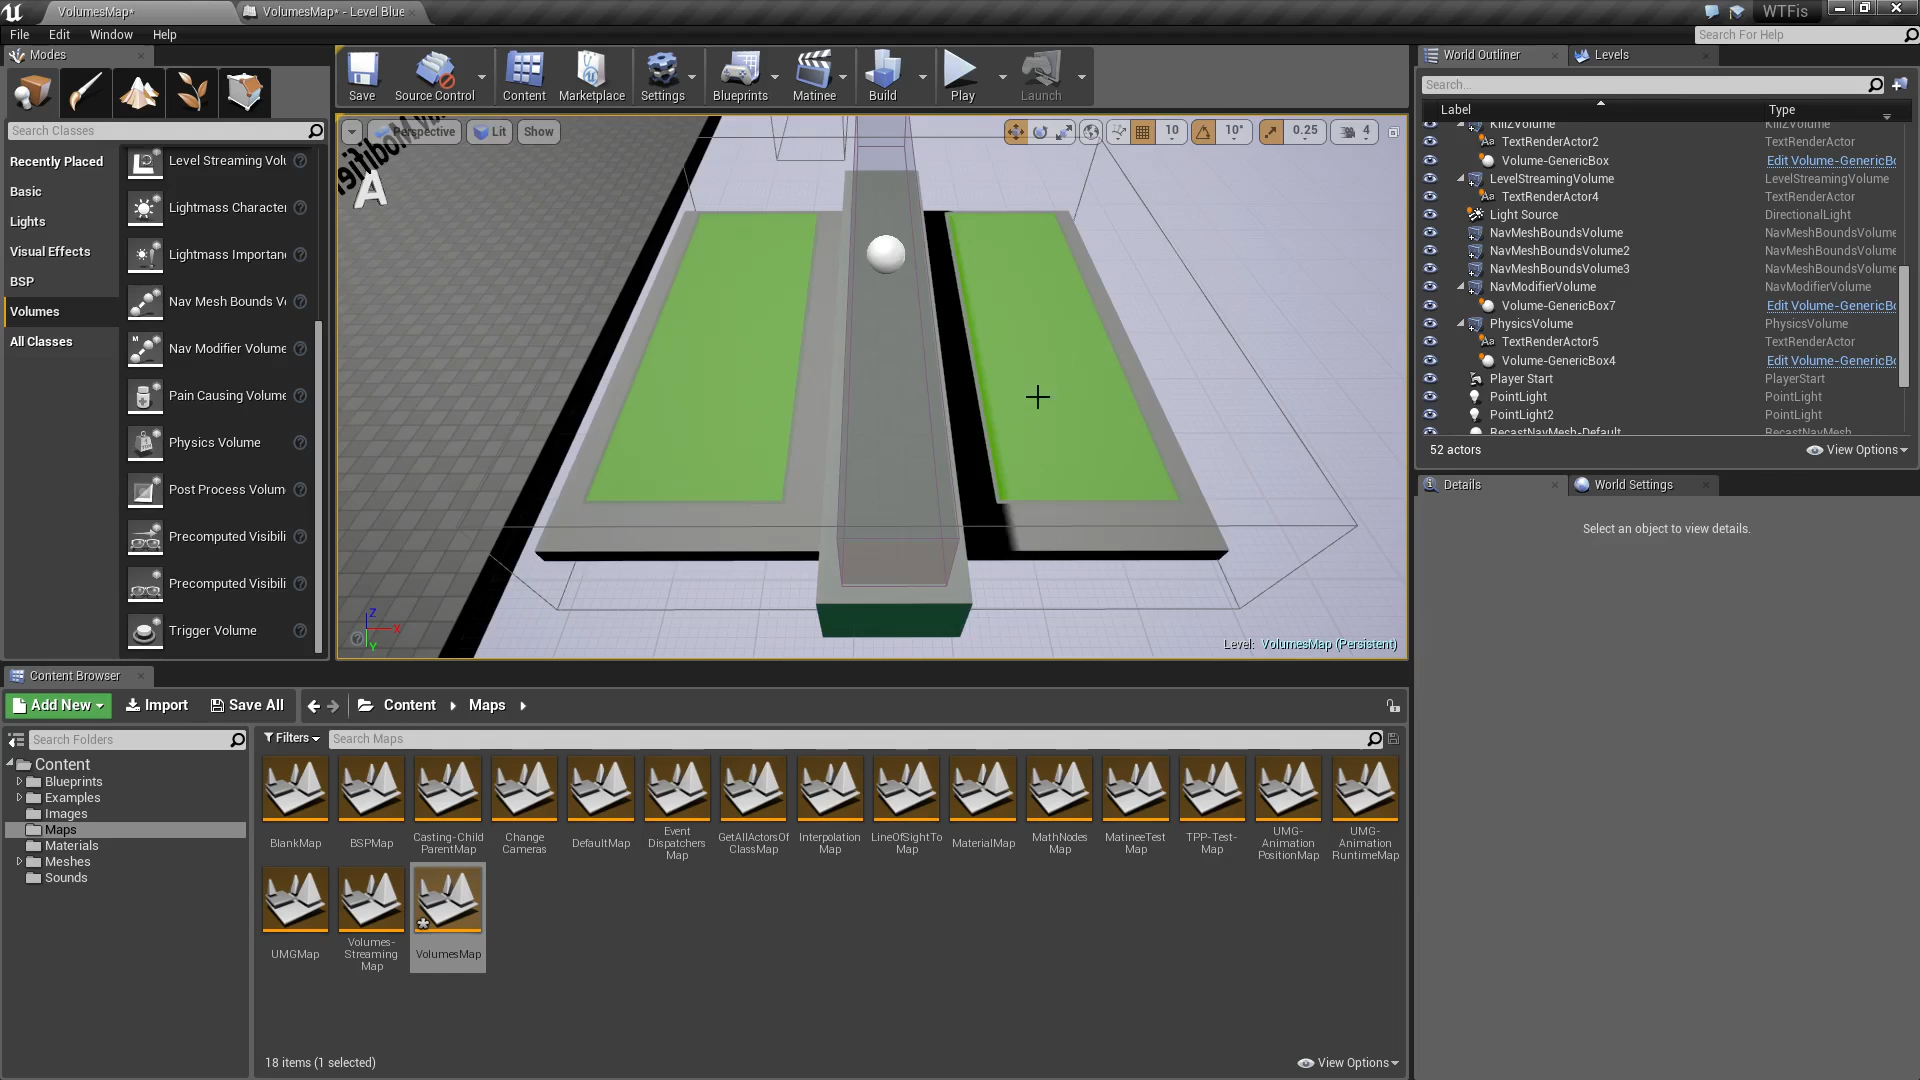 VolumesMap*
VolumesMap* - Level Blue
WTFis
File
Edit
Window
Help
Search For Help
Modes
Search Classes
Recently Placed
Basic
Lights
Visual Effects
BSP
Volumes
All Classes
Level Streaming Volu
Lightmass Character
Lightmass Importan
Nav Mesh Bounds Vo
Nav Modifier Volume
Pain Causing Volume
Physics Volume
Post Process Volum
Precomputed Visibili
Precomputed Visibili
Trigger Volume
Save
Source Control
Content
Marketplace
Settings
Blueprints
Matinee
Build
Play
Launch
Perspective
Lit
Show
10
10°
0.25
4
A
Z
X
Y
Level: VolumesMap (Persistent)
World Outliner
Levels
Search...
Label
Type
KillZVolume
KillZVolume
TextRenderActor2
TextRenderActor
Volume-GenericBox
Edit Volume-GenericBo
LevelStreamingVolume
LevelStreamingVolume
TextRenderActor4
TextRenderActor
Light Source
DirectionalLight
NavMeshBoundsVolume
NavMeshBoundsVolume
NavMeshBoundsVolume2
NavMeshBoundsVolume
NavMeshBoundsVolume3
NavMeshBoundsVolume
NavModifierVolume
NavModifierVolume
Volume-GenericBox7
Edit Volume-GenericBo
PhysicsVolume
PhysicsVolume
TextRenderActor5
TextRenderActor
Volume-GenericBox4
Edit Volume-GenericBo
Player Start
PlayerStart
PointLight
PointLight
PointLight2
PointLight
RecastNavMesh-Default
RecastNavMesh
52 actors
View Options
Details
World Settings
Select an object to view details.
Content Browser
Add New
Import
Save All
Content
Maps
Search Folders
Filters
Search Maps
Content
Blueprints
Examples
Images
Maps
Materials
Meshes
Sounds
BlankMap
BSPMap
Casting-Child
ParentMap
Change
Cameras
DefaultMap
Event
Dispatchers
Map
GetAllActorsOf
ClassMap
Interpolation
Map
LineOfSightTo
Map
MaterialMap
MathNodes
Map
MatineeTest
Map
TPP-Test-
Map
UMG-
Animation
PositionMap
UMG-
Animation
RuntimeMap
UMGMap
Volumes-
Streaming
Map
VolumesMap
18 items (1 selected)
View Options